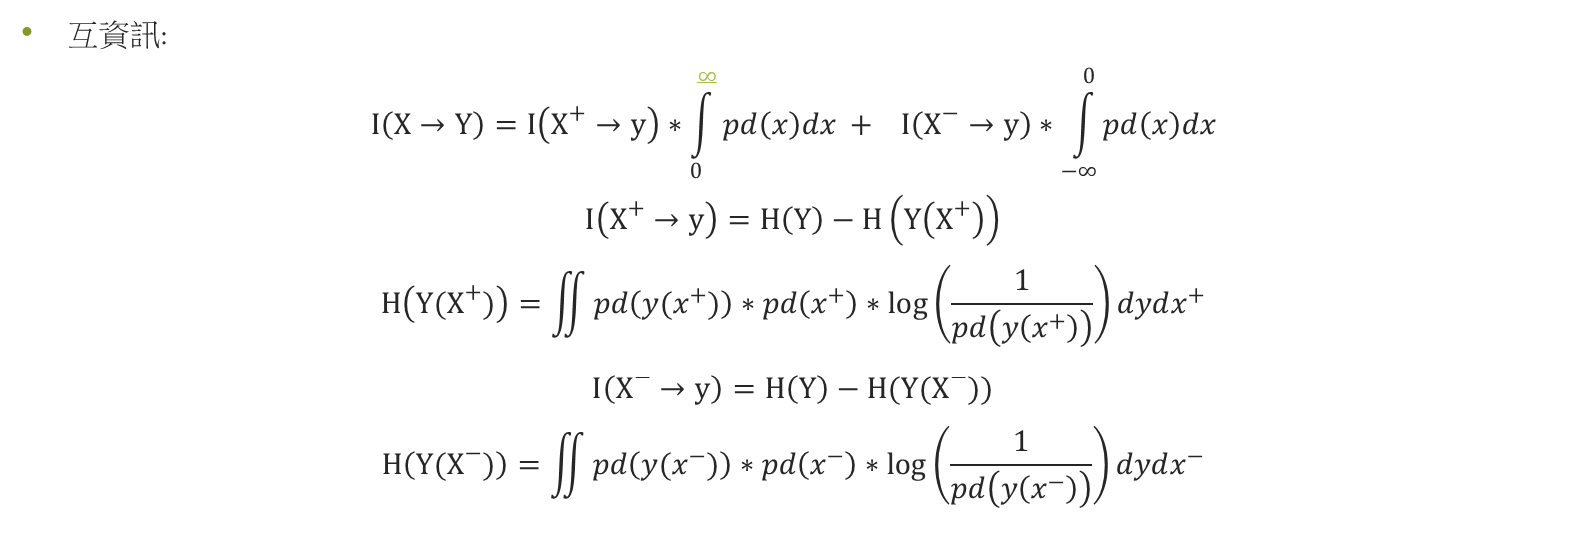 • 互資訊:
I(X → Y) = I(X⁺ → y) * ∫₀^∞ pd(x)dx + I(X⁻ → y) * ∫₋∞^0 pd(x)dx
I(X⁺ → y) = H(Y) − H(Y(X⁺))
H(Y(X⁺)) = ∬ pd(y(x⁺)) * pd(x⁺) * log(1/pd(y(x⁺))) dydx⁺
I(X⁻ → y) = H(Y) − H(Y(X⁻))
H(Y(X⁻)) = ∬ pd(y(x⁻)) * pd(x⁻) * log(1/pd(y(x⁻))) dydx⁻